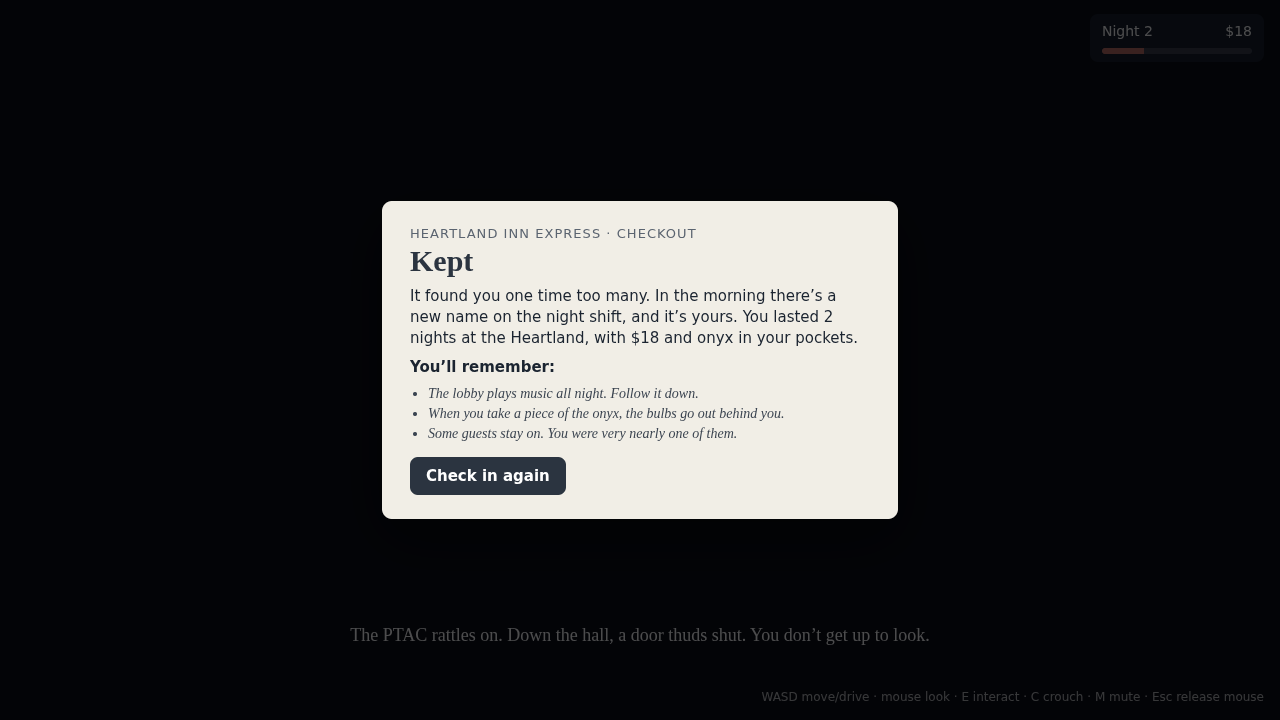 Night 2 $18
HEARTLAND INN EXPRESS · CHECKOUT
Kept
It found you one time too many. In the morning there’s a
new name on the night shift, and it’s yours. You lasted 2
nights at the Heartland, with $18 and onyx in your pockets.
You’ll remember:
• The lobby plays music all night. Follow it down.
• When you take a piece of the onyx, the bulbs go out behind you.
• Some guests stay on. You were very nearly one of them.
Check in again
The PTAC rattles on. Down the hall, a door thuds shut. You don’t get up to look.
WASD move/drive · mouse look · E interact · C crouch · M mute · Esc release mouse